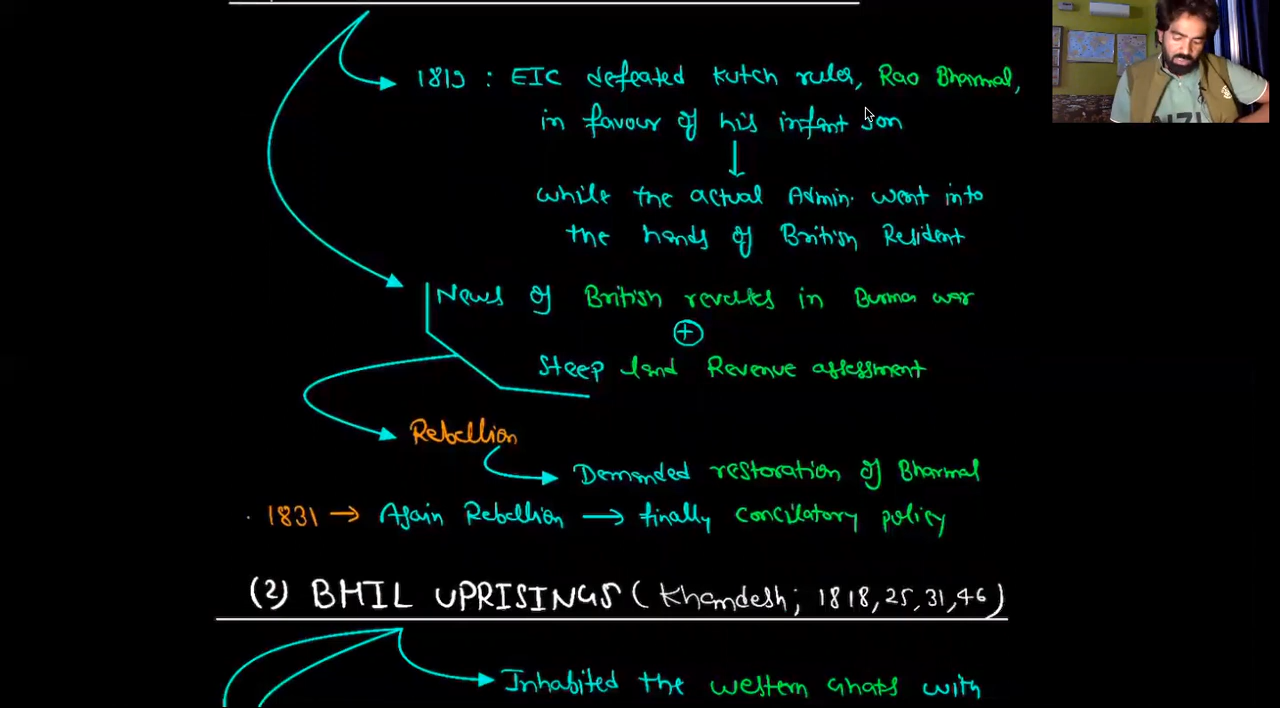 1819 : EIC defeated Kutch ruler, Rao Bharmal,
in favour of his infant son
while the actual Admin. went into
the hands of British Resident
News of British reverses in Burma war
+
Steep land Revenue assessment
Rebellion
Demanded restoration of Bharmal
1831 → Again Rebellion → finally Concilatory policy
(2) BHIL UPRISINGS (Khandesh; 1818, 25, 31, 46)
Inhabited the western Ghats with